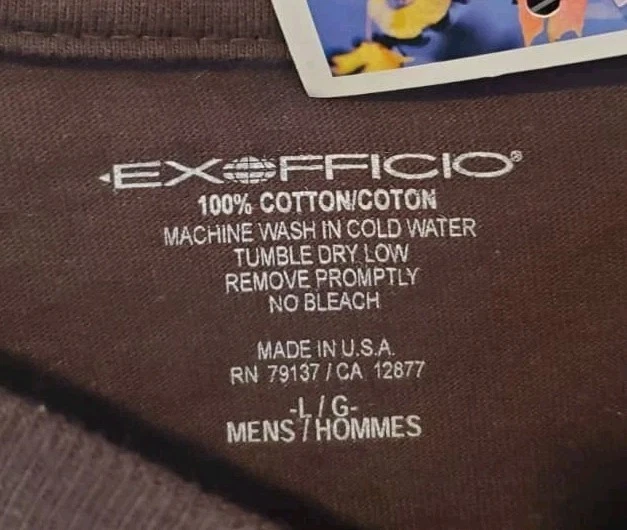 EXOFFICIO®
100% COTTON/COTON
MACHINE WASH IN COLD WATER
TUMBLE DRY LOW
REMOVE PROMPTLY
NO BLEACH
MADE IN U.S.A.
RN 79137 / CA 12877
-L / G-
MENS / HOMMES